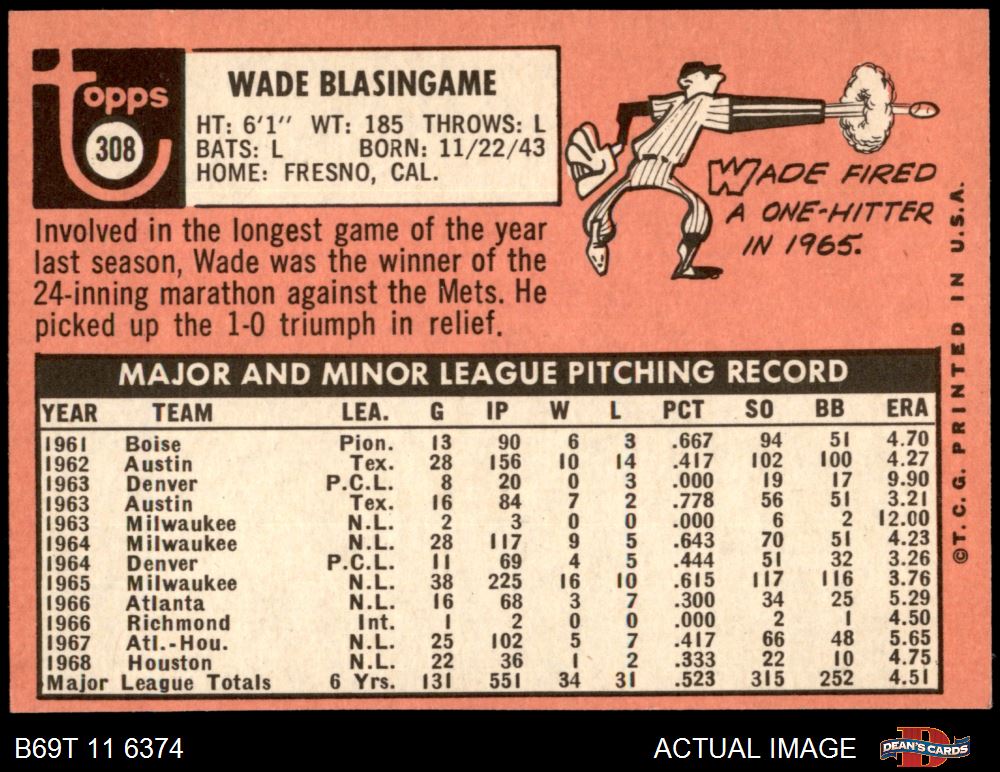 Topps
308
WADE BLASINGAME
HT: 6'1" WT: 185 THROWS: L
BATS: L BORN: 11/22/43
HOME: FRESNO, CAL.
WADE FIRED
A ONE-HITTER
IN 1965.
Involved in the longest game of the year
last season, Wade was the winner of the
24-inning marathon against the Mets. He
picked up the 1-0 triumph in relief.
MAJOR AND MINOR LEAGUE PITCHING RECORD
YEAR TEAM LEA. G IP W L PCT SO BB ERA
1961 Boise Pion. 13 90 6 3 .667 94 51 4.70
1962 Austin Tex. 28 156 10 14 .417 102 100 4.27
1963 Denver P.C.L. 8 20 0 3 .000 19 17 9.90
1963 Austin Tex. 16 84 7 2 .778 56 51 3.21
1963 Milwaukee N.L. 2 3 0 0 .000 6 2 12.00
1964 Milwaukee N.L. 28 117 9 5 .643 70 51 4.23
1964 Denver P.C.L. 11 69 4 5 .444 51 32 3.26
1965 Milwaukee N.L. 38 225 16 10 .615 117 116 3.76
1966 Atlanta N.L. 16 68 3 7 .300 34 25 5.29
1966 Richmond Int. 1 2 0 0 .000 2 1 4.50
1967 Atl.-Hou. N.L. 25 102 5 7 .417 66 48 5.65
1968 Houston N.L. 22 36 1 2 .333 22 10 4.75
Major League Totals 6 Yrs. 131 551 34 31 .523 315 252 4.51
©T. C. G. PRINTED IN U.S.A.
B69T 11 6374
ACTUAL IMAGE
DEAN'S CARDS